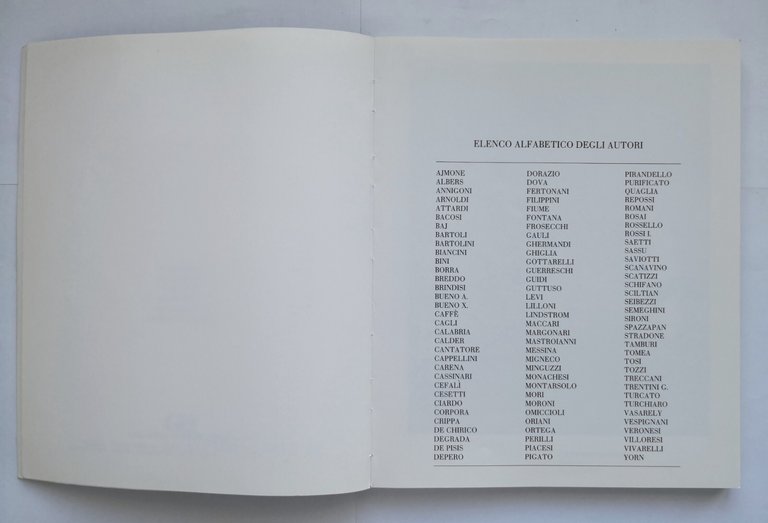 ELENCO ALFABETICO DEGLI AUTORI
AJMONE
ALBERS
ANNIGONI
ARNOLDI
ATTARDI
BACOSI
BAJ
BARTOLI
BARTOLINI
BIANCINI
BINI
BORRA
BREDDO
BRINDISI
BUENO A.
BUENO X.
CAFFÈ
CAGLI
CALABRIA
CALDER
CANTATORE
CAPPELLINI
CARENA
CASSINARI
CEFALÌ
CESETTI
CIARDO
CORPORA
CRIPPA
DE CHIRICO
DEGRADA
DE PISIS
DEPERO
DORAZIO
DOVA
FERTONANI
FILIPPINI
FIUME
FONTANA
FROSECCHI
GAULI
GHERMANDI
GHIGLIA
GOTTARELLI
GUERRESCHI
GUIDI
GUTTUSO
LEVI
LILLONI
LINDSTROM
MACCARI
MARGONARI
MASTROIANNI
MESSINA
MIGNECO
MINGUZZI
MONACHESI
MONTARSOLO
MORI
MORONI
OMICCIOLI
ORIANI
ORTEGA
PERILLI
PIACESI
PIGATO
PIRANDELLO
PURIFICATO
QUAGLIA
REPOSSI
ROMANI
ROSAI
ROSSELLO
ROSSI I.
SAETTI
SASSU
SAVIOTTI
SCANAVINO
SCATIZZI
SCHIFANO
SCILTIAN
SEIBEZZI
SEMEGHINI
SIRONI
SPAZZAPAN
STRADONE
TAMBURI
TOMEA
TOSI
TOZZI
TRECCANI
TRENTINI G.
TURCATO
TURCHIARO
VASARELY
VESPIGNANI
VERONESI
VILLORESI
VIVARELLI
YORN